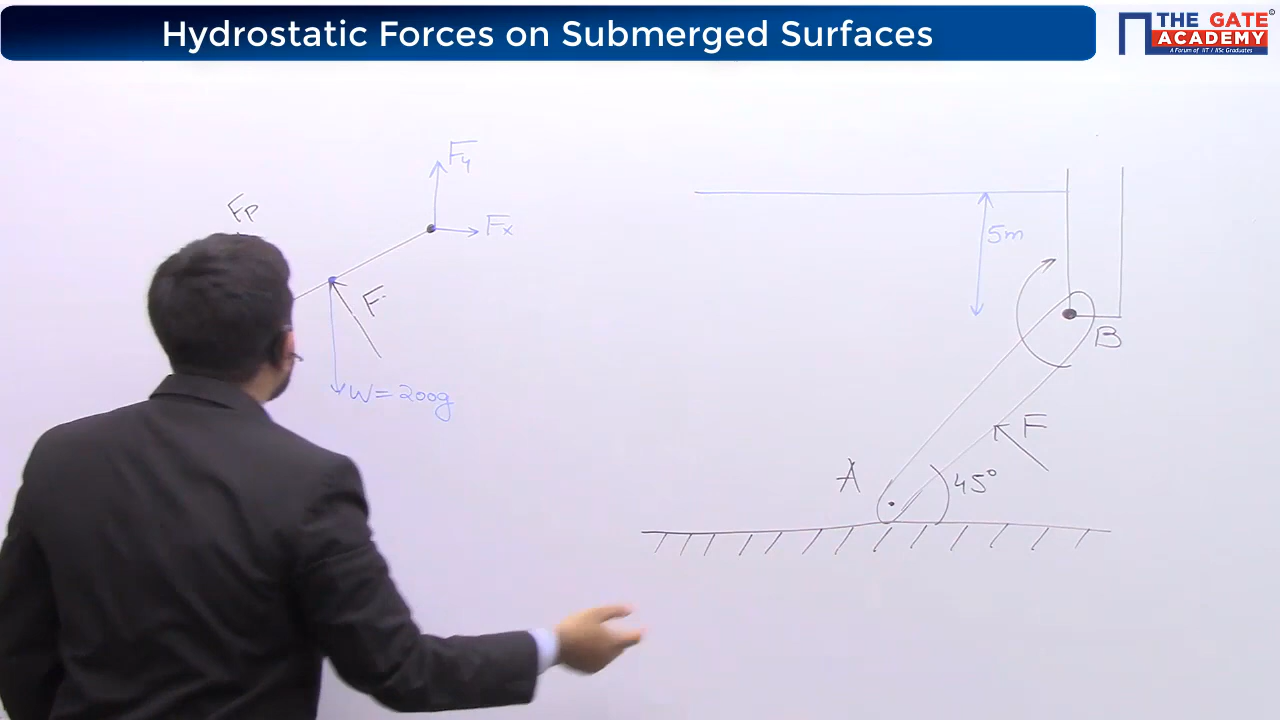 Hydrostatic Forces on Submerged Surfaces
THE GATE
ACADEMY
A Forum of IIT / IISc Graduates
Fy
Fp
Fx
F
W=200g
5m
B
F
A
45°